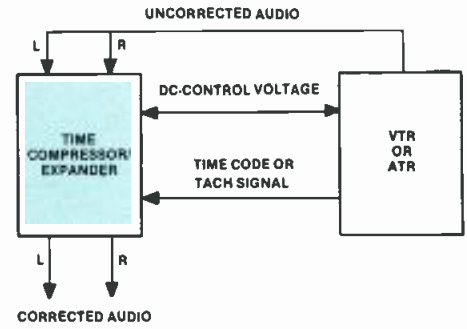 UNCORRECTED AUDIO
L
R
DC-CONTROL VOLTAGE
TIME
COMPRESSOR/
EXPANDER
VTR
OR
ATR
TIME CODE OR
TACH SIGNAL
L
R
CORRECTED AUDIO